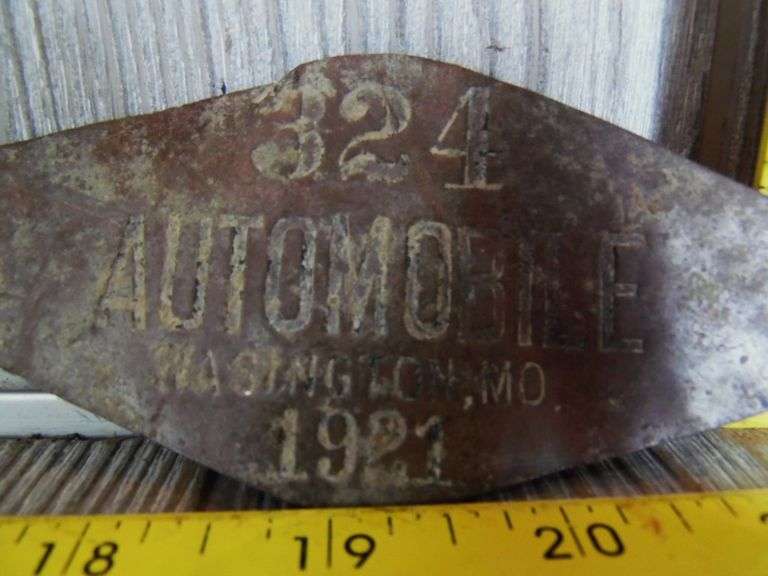 324
AUTOMOBILE
WASINGTON, MO
1921
18 19 20